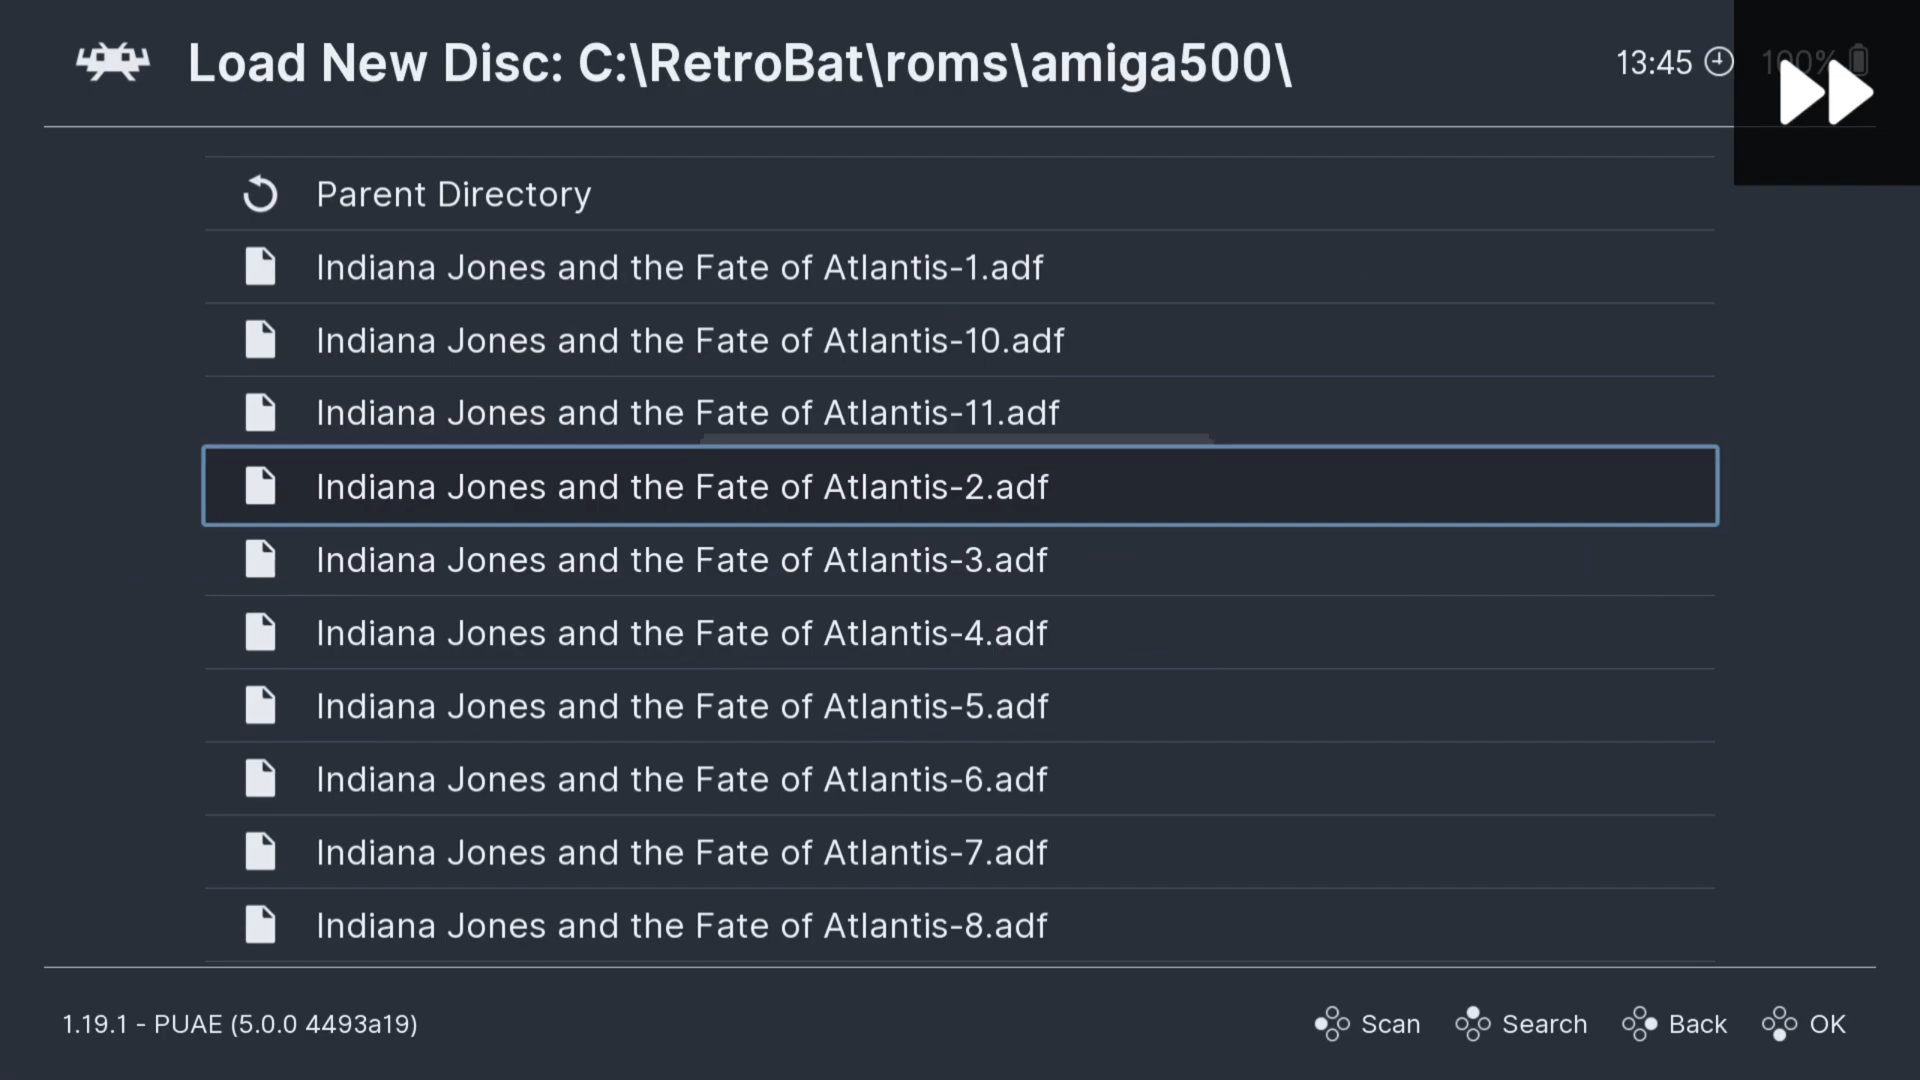 Load New Disc: C:\RetroBat\roms\amiga500\
13:45
100%
Parent Directory
Indiana Jones and the Fate of Atlantis-1.adf
Indiana Jones and the Fate of Atlantis-10.adf
Indiana Jones and the Fate of Atlantis-11.adf
Indiana Jones and the Fate of Atlantis-2.adf
Indiana Jones and the Fate of Atlantis-3.adf
Indiana Jones and the Fate of Atlantis-4.adf
Indiana Jones and the Fate of Atlantis-5.adf
Indiana Jones and the Fate of Atlantis-6.adf
Indiana Jones and the Fate of Atlantis-7.adf
Indiana Jones and the Fate of Atlantis-8.adf
1.19.1 - PUAE (5.0.0 4493a19)
Scan Search Back OK